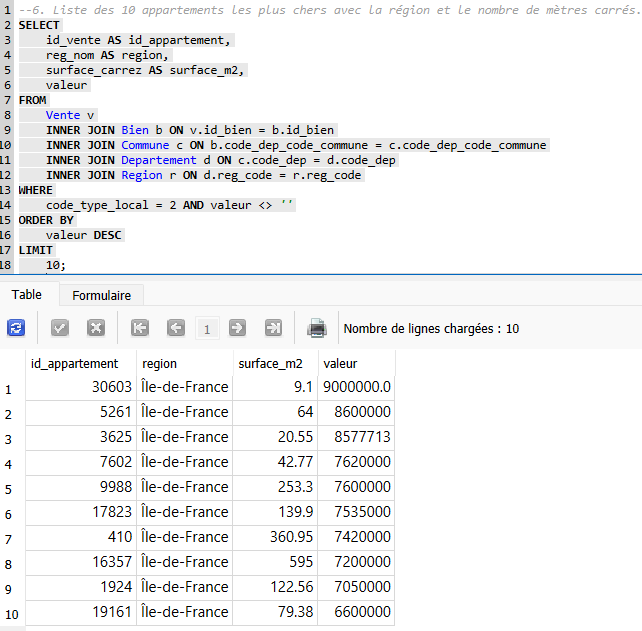 1 --6. Liste des 10 appartements les plus chers avec la région et le nombre de mètres carrés.
2 SELECT
3 id_vente AS id_appartement,
4 reg_nom AS region,
5 surface_carrez AS surface_m2,
6 valeur
7 FROM
8 Vente v
9 INNER JOIN Bien b ON v.id_bien = b.id_bien
10 INNER JOIN Commune c ON b.code_dep_code_commune = c.code_dep_code_commune
11 INNER JOIN Departement d ON c.code_dep = d.code_dep
12 INNER JOIN Region r ON d.reg_code = r.reg_code
13 WHERE
14 code_type_local = 2 AND valeur <> ''
15 ORDER BY
16 valeur DESC
17 LIMIT
18 10;
Table Formulaire
1 Nombre de lignes chargées : 10
id_appartement region surface_m2 valeur
1 30603 Île-de-France 9.1 9000000.0
2 5261 Île-de-France 64 8600000
3 3625 Île-de-France 20.55 8577713
4 7602 Île-de-France 42.77 7620000
5 9988 Île-de-France 253.3 7600000
6 17823 Île-de-France 139.9 7535000
7 410 Île-de-France 360.95 7420000
8 16357 Île-de-France 595 7200000
9 1924 Île-de-France 122.56 7050000
10 19161 Île-de-France 79.38 6600000